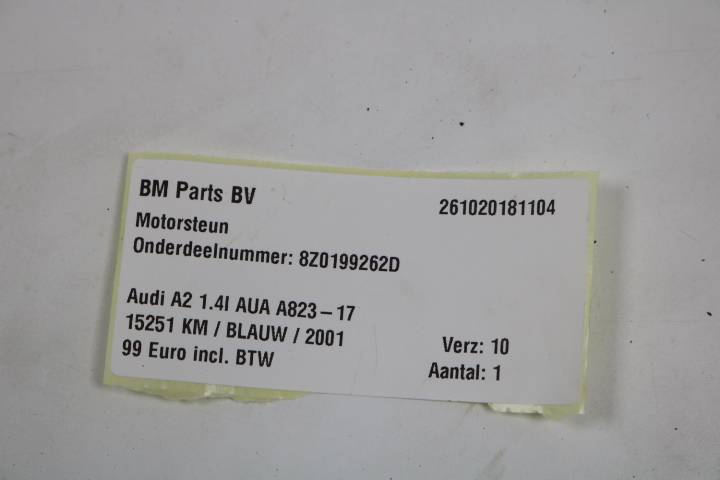 BM Parts BV
261020181104
Motorsteun
Onderdeelnummer: 8Z0199262D
Audi A2 1.4I AUA A823-17
15251 KM / BLAUW / 2001
Verz: 10
99 Euro incl. BTW
Aantal: 1